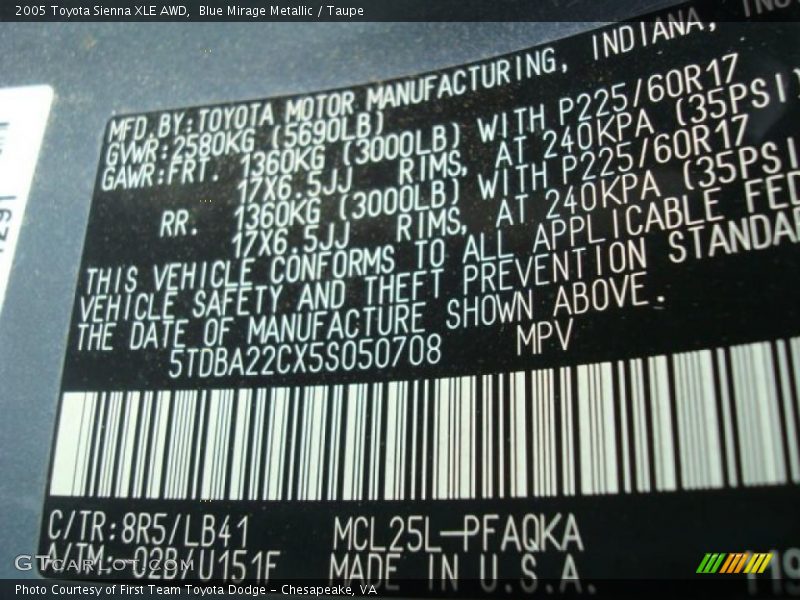 2005 Toyota Sienna XLE AWD,  Blue Mirage Metallic / Taupe
MFD.BY:TOYOTA MOTOR MANUFACTURING, INDIANA,
GVWR:2580KG (5690LB)
GAWR:FRT. 1360KG (3000LB) WITH P225/60R17
17X6.5JJ RIMS, AT 240KPA (35PSI)
RR. 1360KG (3000LB) WITH P225/60R17
17X6.5JJ RIMS, AT 240KPA (35PSI
THIS VEHICLE CONFORMS TO ALL APPLICABLE FED
VEHICLE SAFETY AND THEFT PREVENTION STANDA
THE DATE OF MANUFACTURE SHOWN ABOVE.
5TDBA22CX5S050708 MPV
C/TR:8R5/LB41 MCL25L-PFAQKA
A/TM:-02B/U151F MADE IN U.S.A.
GTcarLot.com
Photo Courtesy of First Team Toyota Dodge - Chesapeake, VA